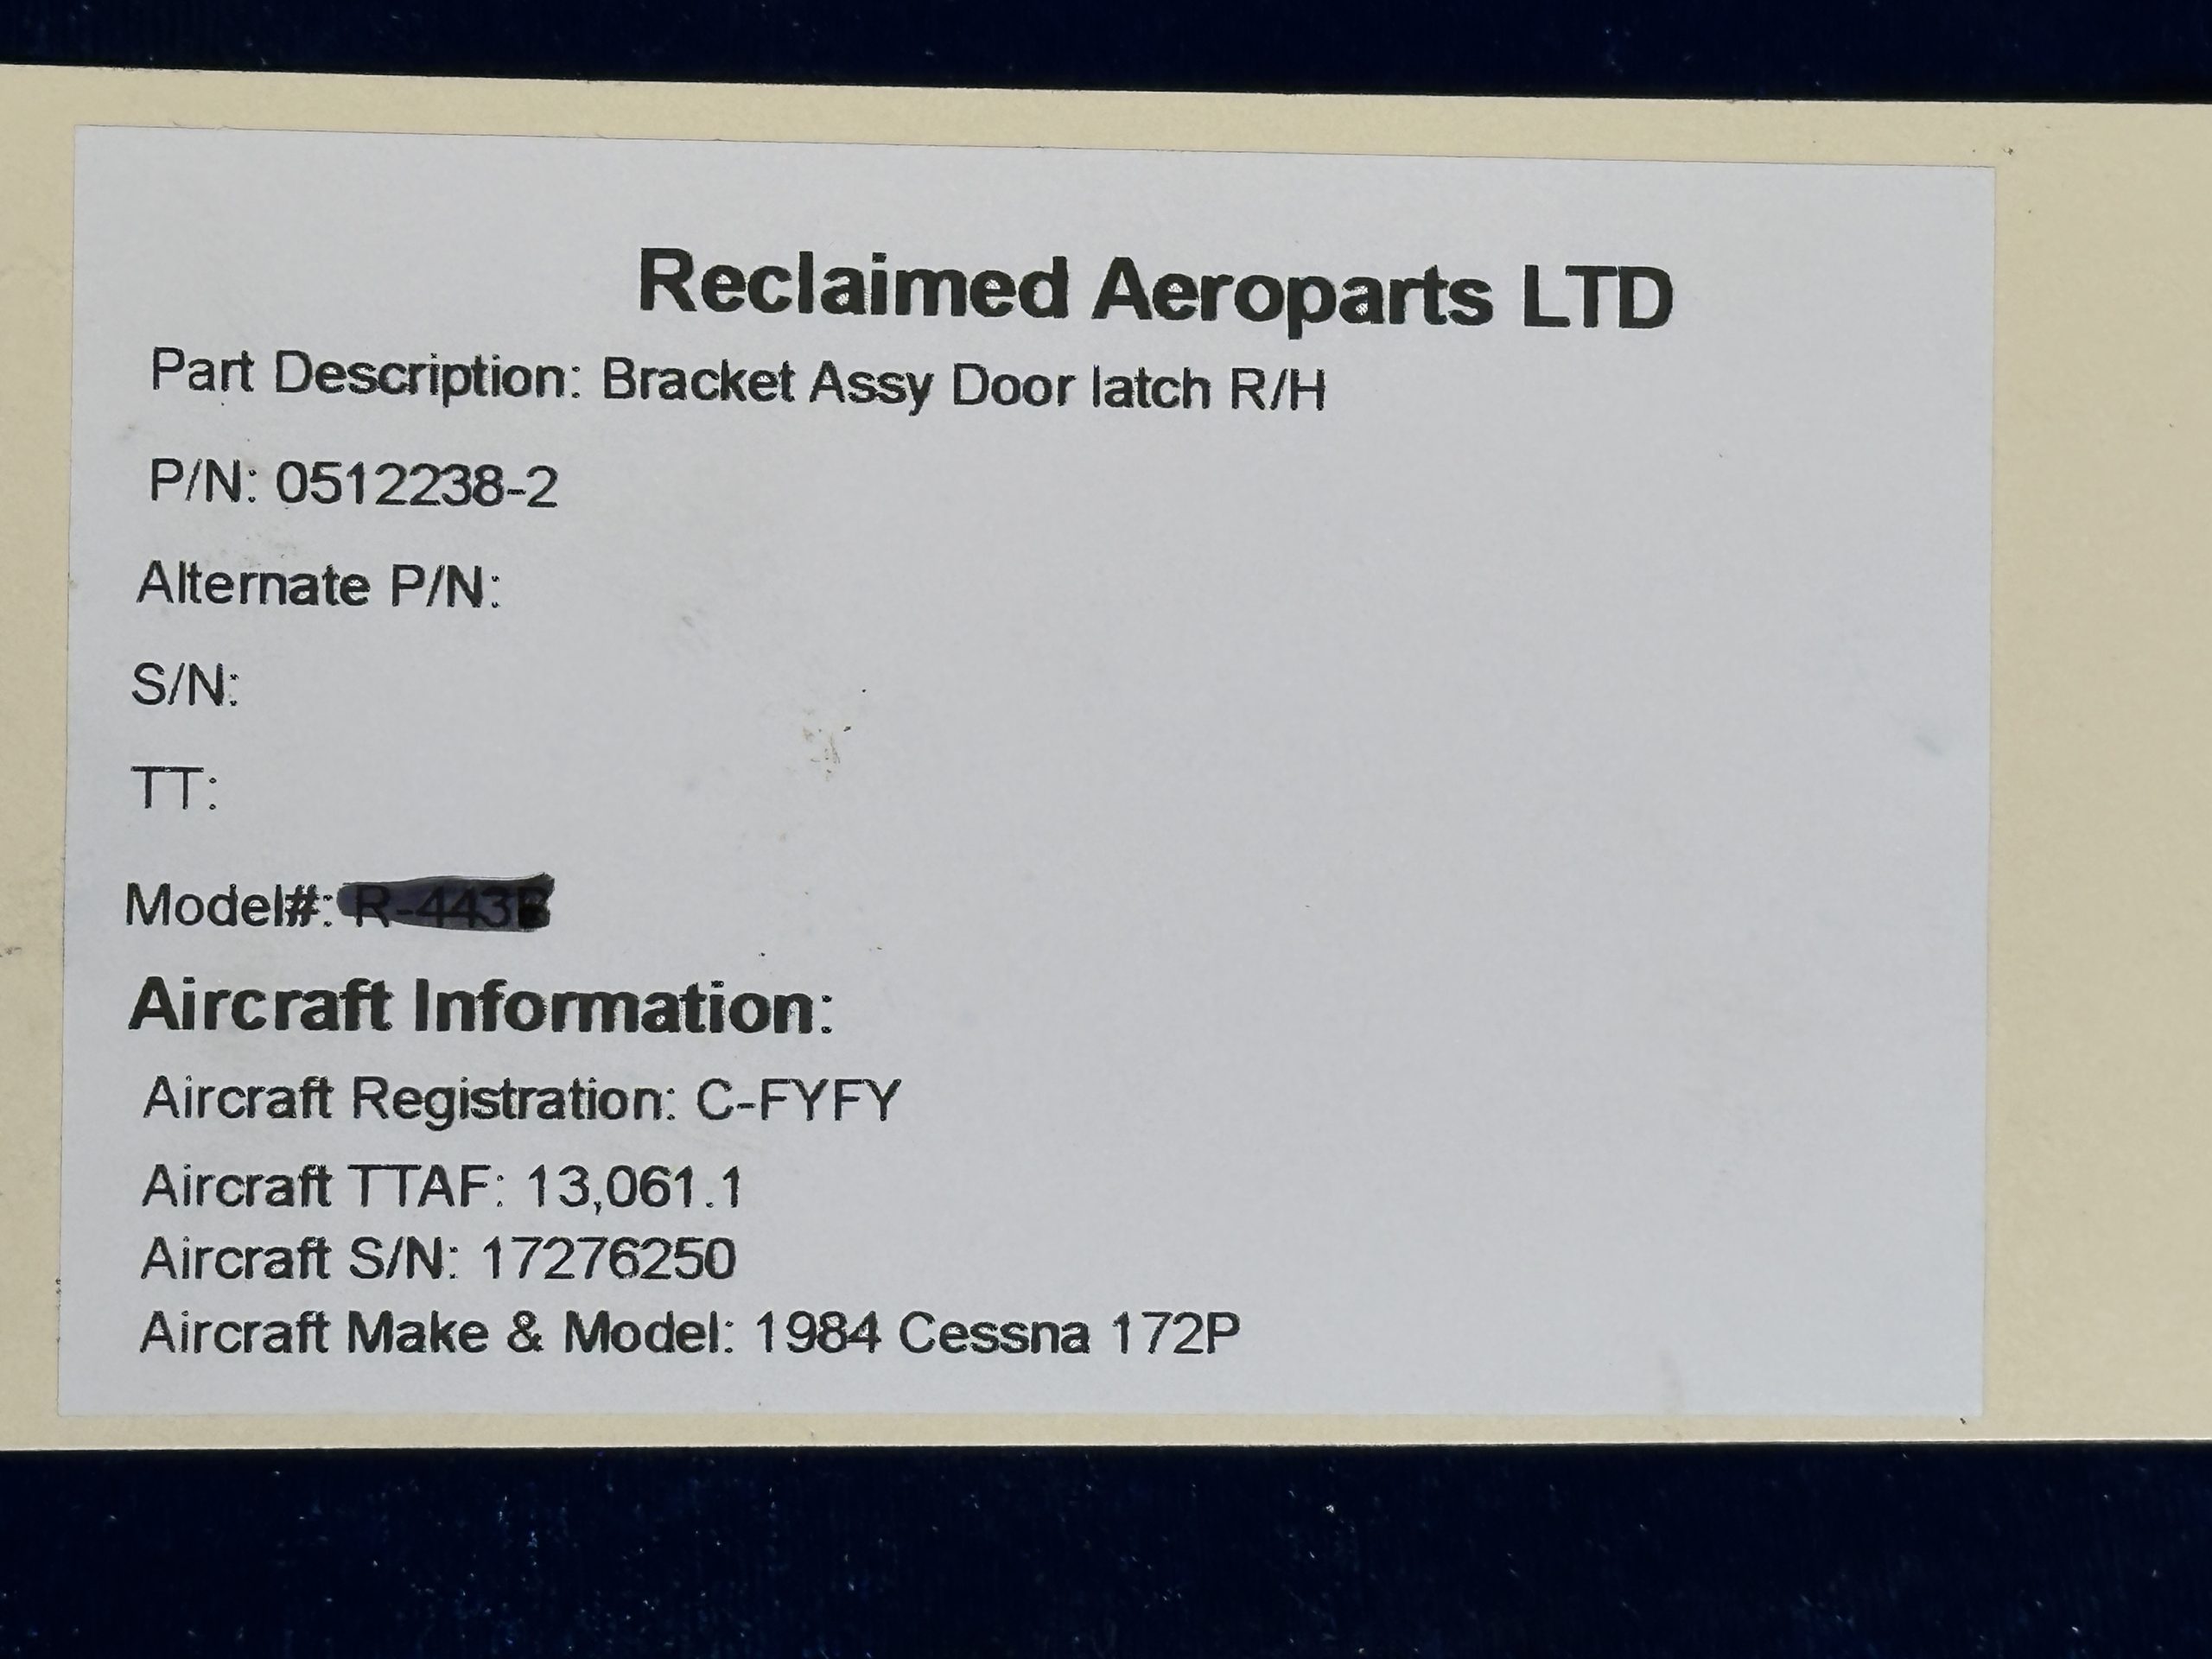 Reclaimed Aeroparts LTD
Part Description: Bracket Assy Door latch R/H
P/N: 0512238-2
Alternate P/N:
S/N:
TT:
Model#: R-443B
Aircraft Information:
Aircraft Registration: C-FYFY
Aircraft TTAF: 13,061.1
Aircraft S/N: 17276250
Aircraft Make & Model: 1984 Cessna 172P